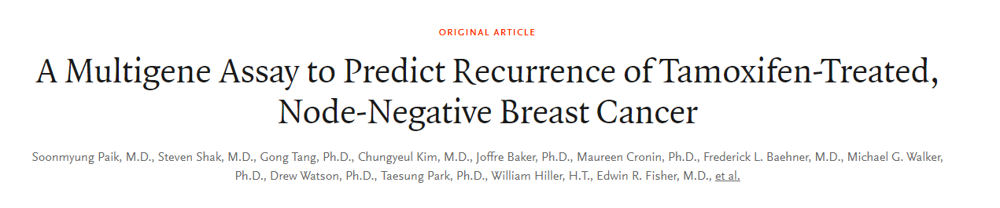 ORIGINAL ARTICLE
A Multigene Assay to Predict Recurrence of Tamoxifen-Treated,
Node-Negative Breast Cancer
Soonmyung Paik, M.D., Steven Shak, M.D., Gong Tang, Ph.D., Chungyeul Kim, M.D., Joffre Baker, Ph.D., Maureen Cronin, Ph.D., Frederick L. Baehner, M.D., Michael G. Walker,
Ph.D., Drew Watson, Ph.D., Taesung Park, Ph.D., William Hiller, H.T., Edwin R. Fisher, M.D., et al.